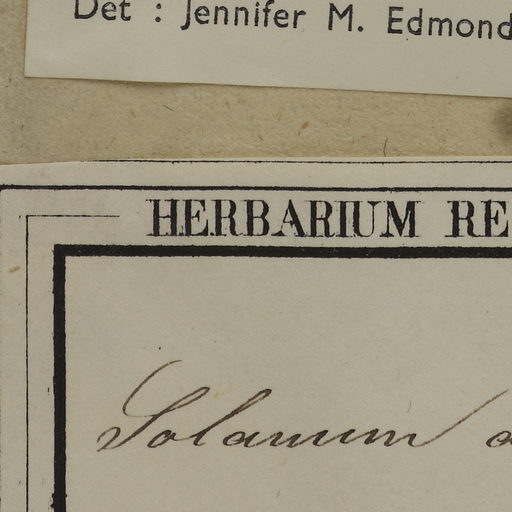 Det : Jennifer M. Edmond
HERBARIUM RE
Solanum